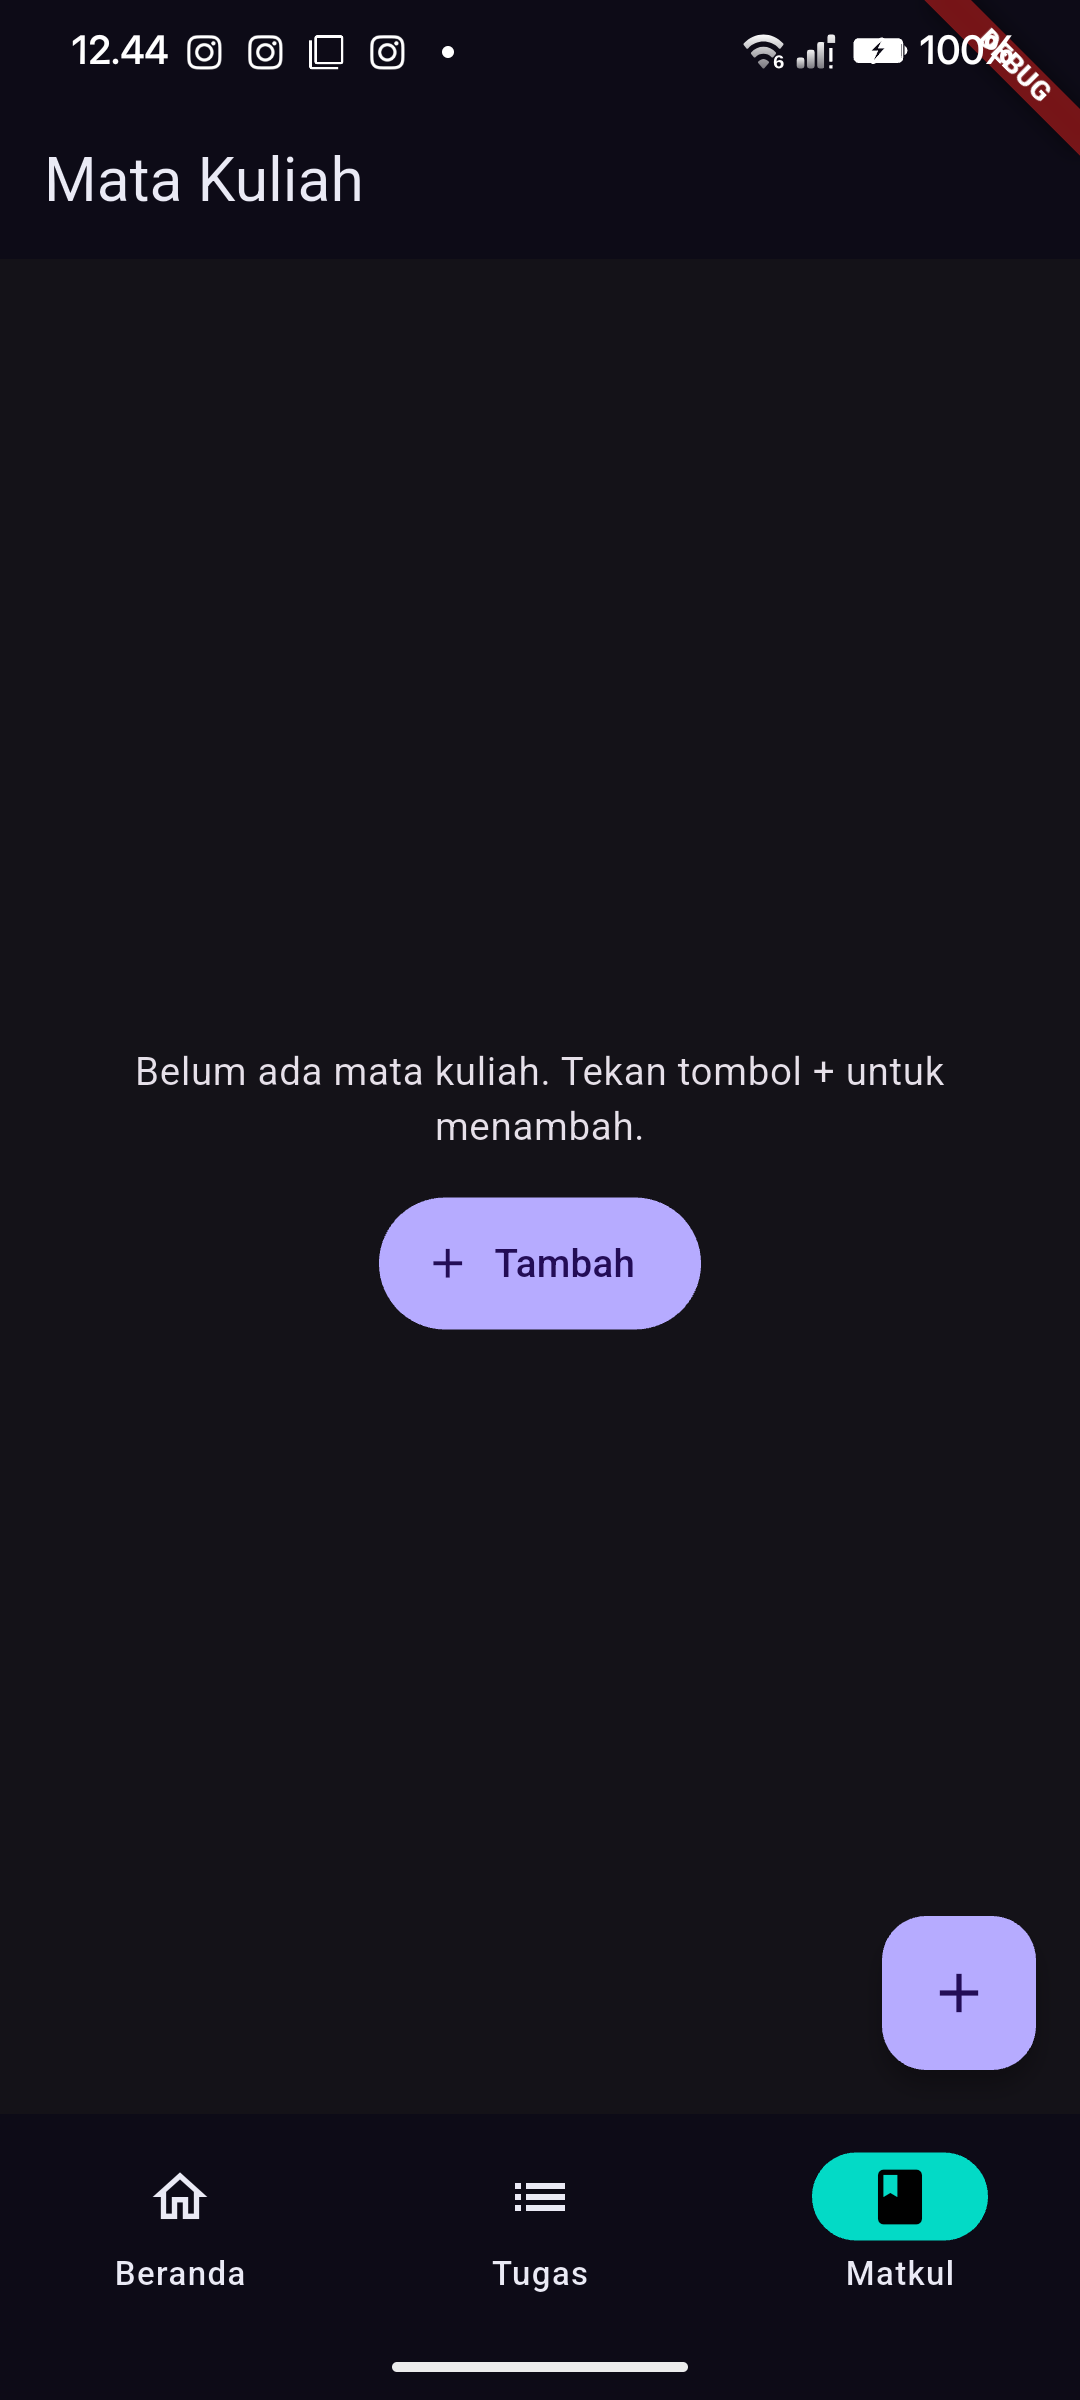 12.44
100%
DEBUG
Mata Kuliah
Belum ada mata kuliah. Tekan tombol + untuk
menambah.
+ Tambah
+
Beranda
Tugas
Matkul